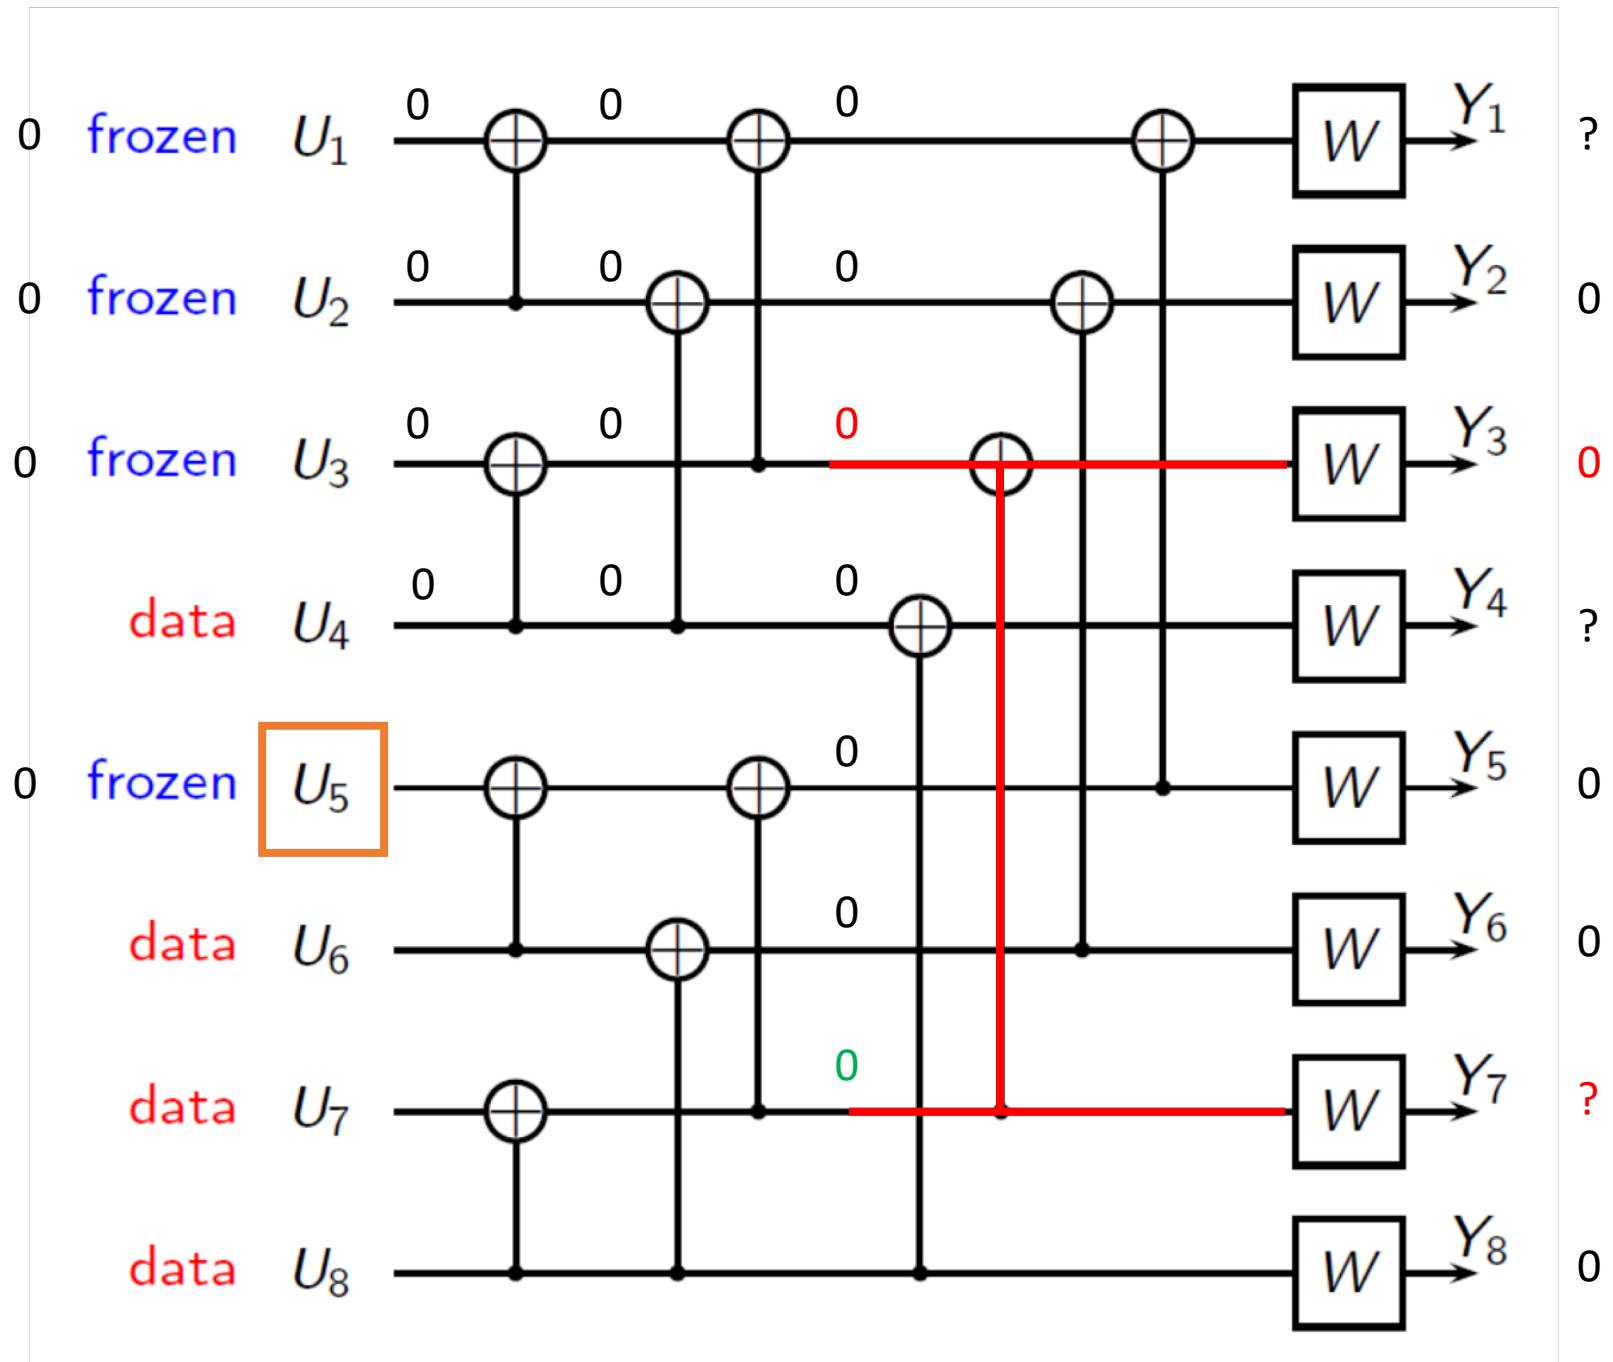 0 0 0
0 frozen U₁ W Y₁ ?
0 0 0
0 frozen U₂ W Y₂ 0
0 0 0
0 frozen U₃ W Y₃ 0
0 0 0
data U₄ W Y₄ ?
0
0 frozen U₅ W Y₅ 0
0
data U₆ W Y₆ 0
0
data U₇ W Y₇ ?
data U₈ W Y₈ 0